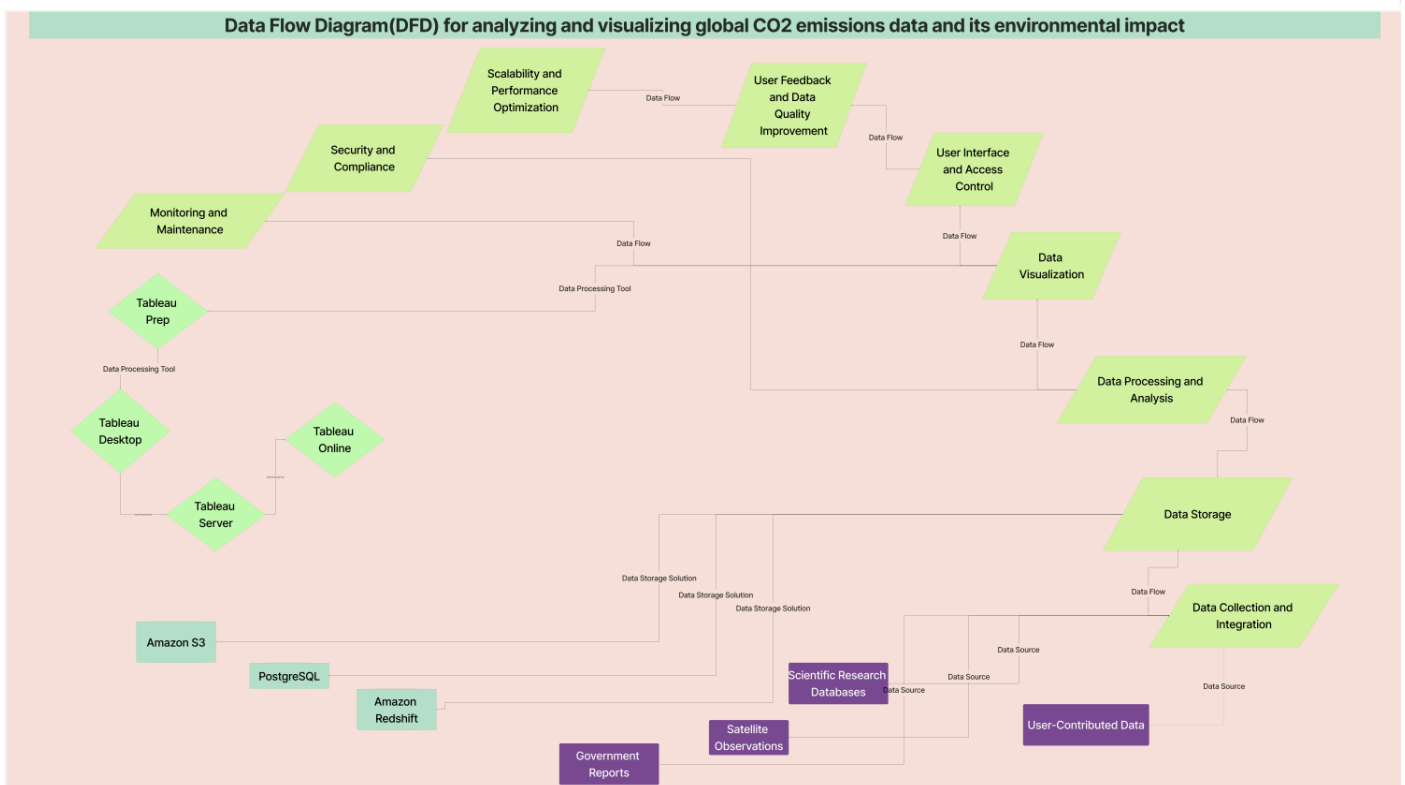 Data Flow Diagram(DFD) for analyzing and visualizing global CO2 emissions data and its environmental impact
Scalability and
Performance
Optimization
Data Flow
User Feedback
and Data
Quality
Improvement
Data Flow
Security and
Compliance
User Interface
and Access
Control
Monitoring and
Maintenance
Data Flow
Data Flow
Data
Visualization
Tableau
Prep
Data Processing Tool
Data Flow
Data Processing Tool
Data Processing and
Analysis
Tableau
Desktop
Tableau
Online
Data Flow
Tableau
Server
Data Storage
Data Storage Solution
Data Storage Solution
Data Storage Solution
Data Flow
Data Collection and
Integration
Amazon S3
PostgreSQL
Amazon
Redshift
Data Source
Data Source
Data Source
Data Source
Scientific Research
Databases
User-Contributed Data
Satellite
Observations
Government
Reports